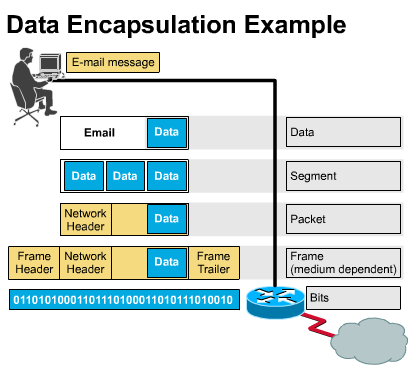 Data Encapsulation Example
E-mail message
Email
Data
Data
Data
Data
Data
Segment
Network
Header
Data
Packet
Frame
Header
Network
Header
Data
Frame
Trailer
Frame
(medium dependent)
01101010001101110100011010111010010
Bits